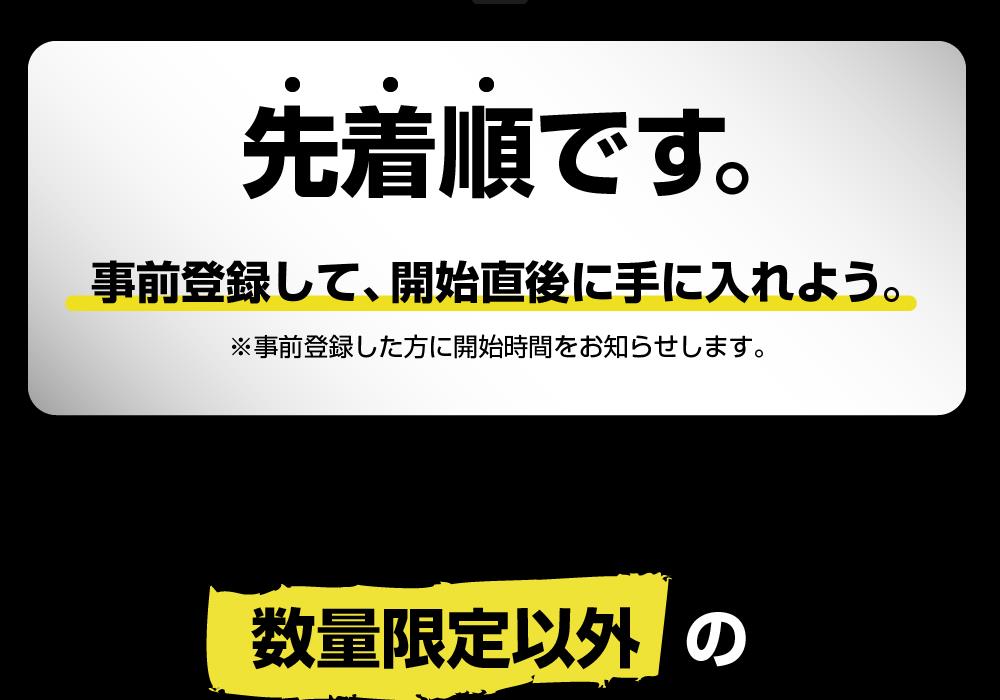 先着順です。
事前登録して、開始直後に手に入れよう。
※事前登録した方に開始時間をお知らせします。
数量限定以外の